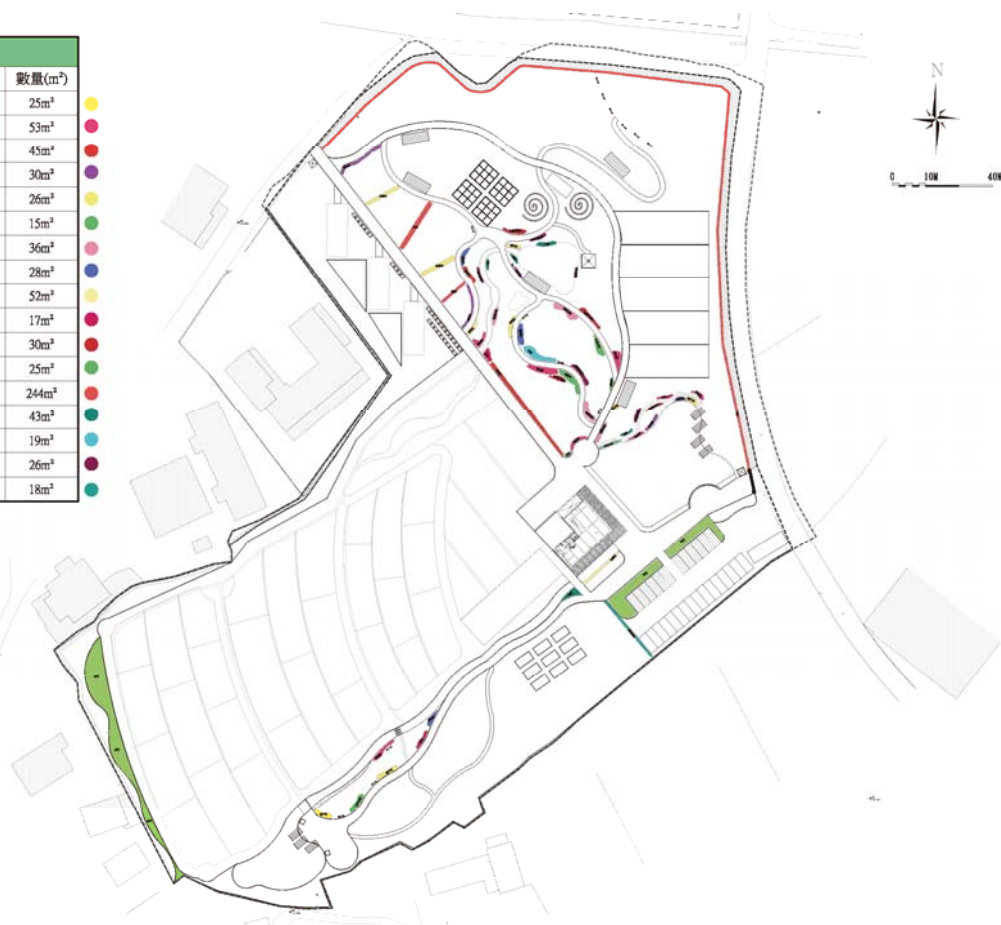 數量(m²)
25m²
53m²
45m²
30m²
26m²
15m²
36m²
28m²
52m²
17m²
30m²
25m²
244m²
43m²
19m²
26m²
18m²
N
0 10M 40M